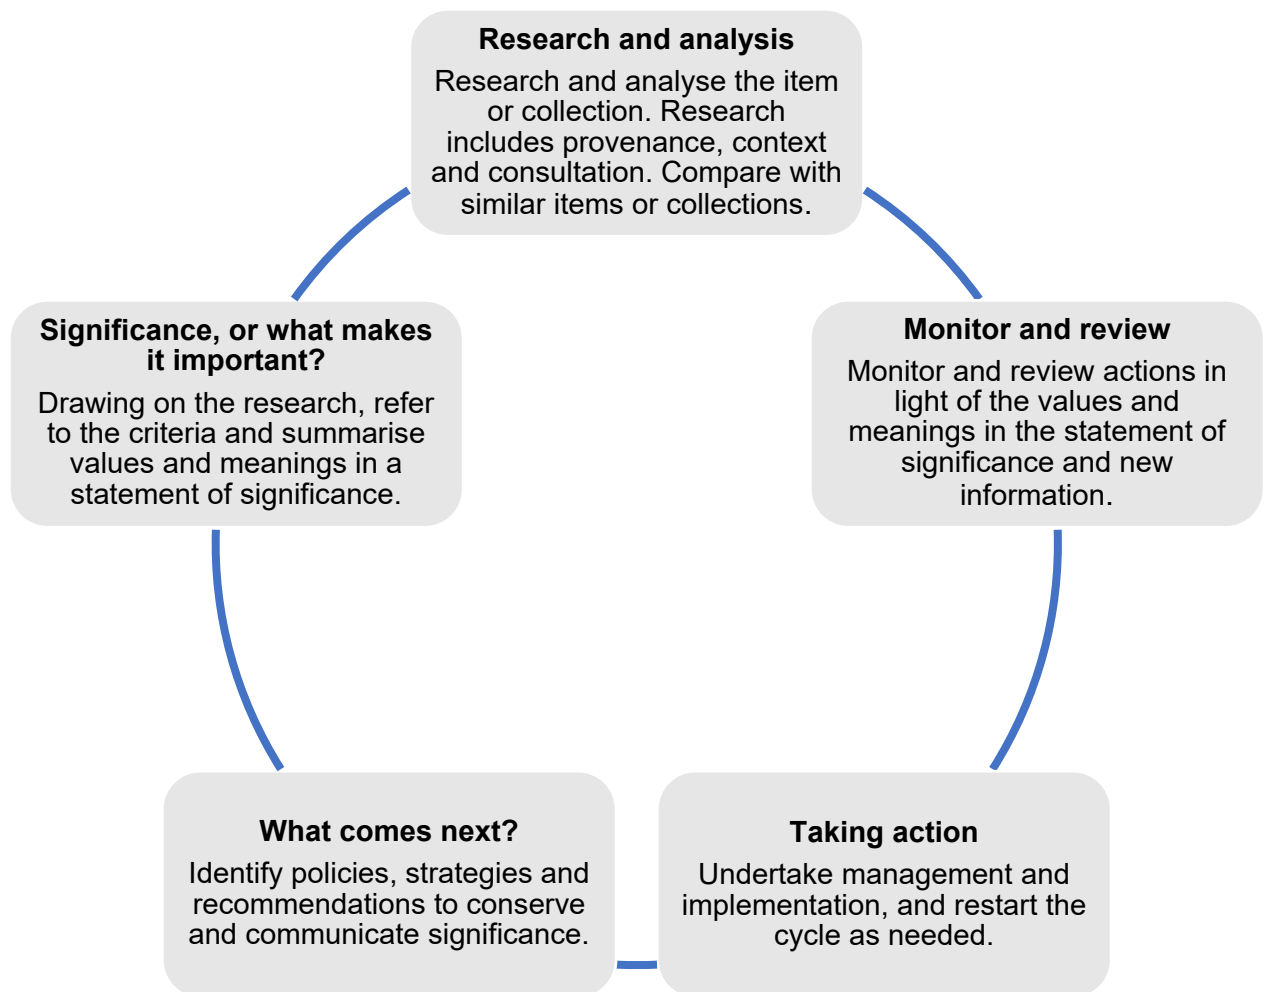 Research and analysis
Research and analyse the item
or collection. Research
includes provenance, context
and consultation. Compare with
similar items or collections.
Significance, or what makes
it important?
Drawing on the research, refer
to the criteria and summarise
values and meanings in a
statement of significance.
Monitor and review
Monitor and review actions in
light of the values and
meanings in the statement of
significance and new
information.
What comes next?
Identify policies, strategies and
recommendations to conserve
and communicate significance.
Taking action
Undertake management and
implementation, and restart the
cycle as needed.